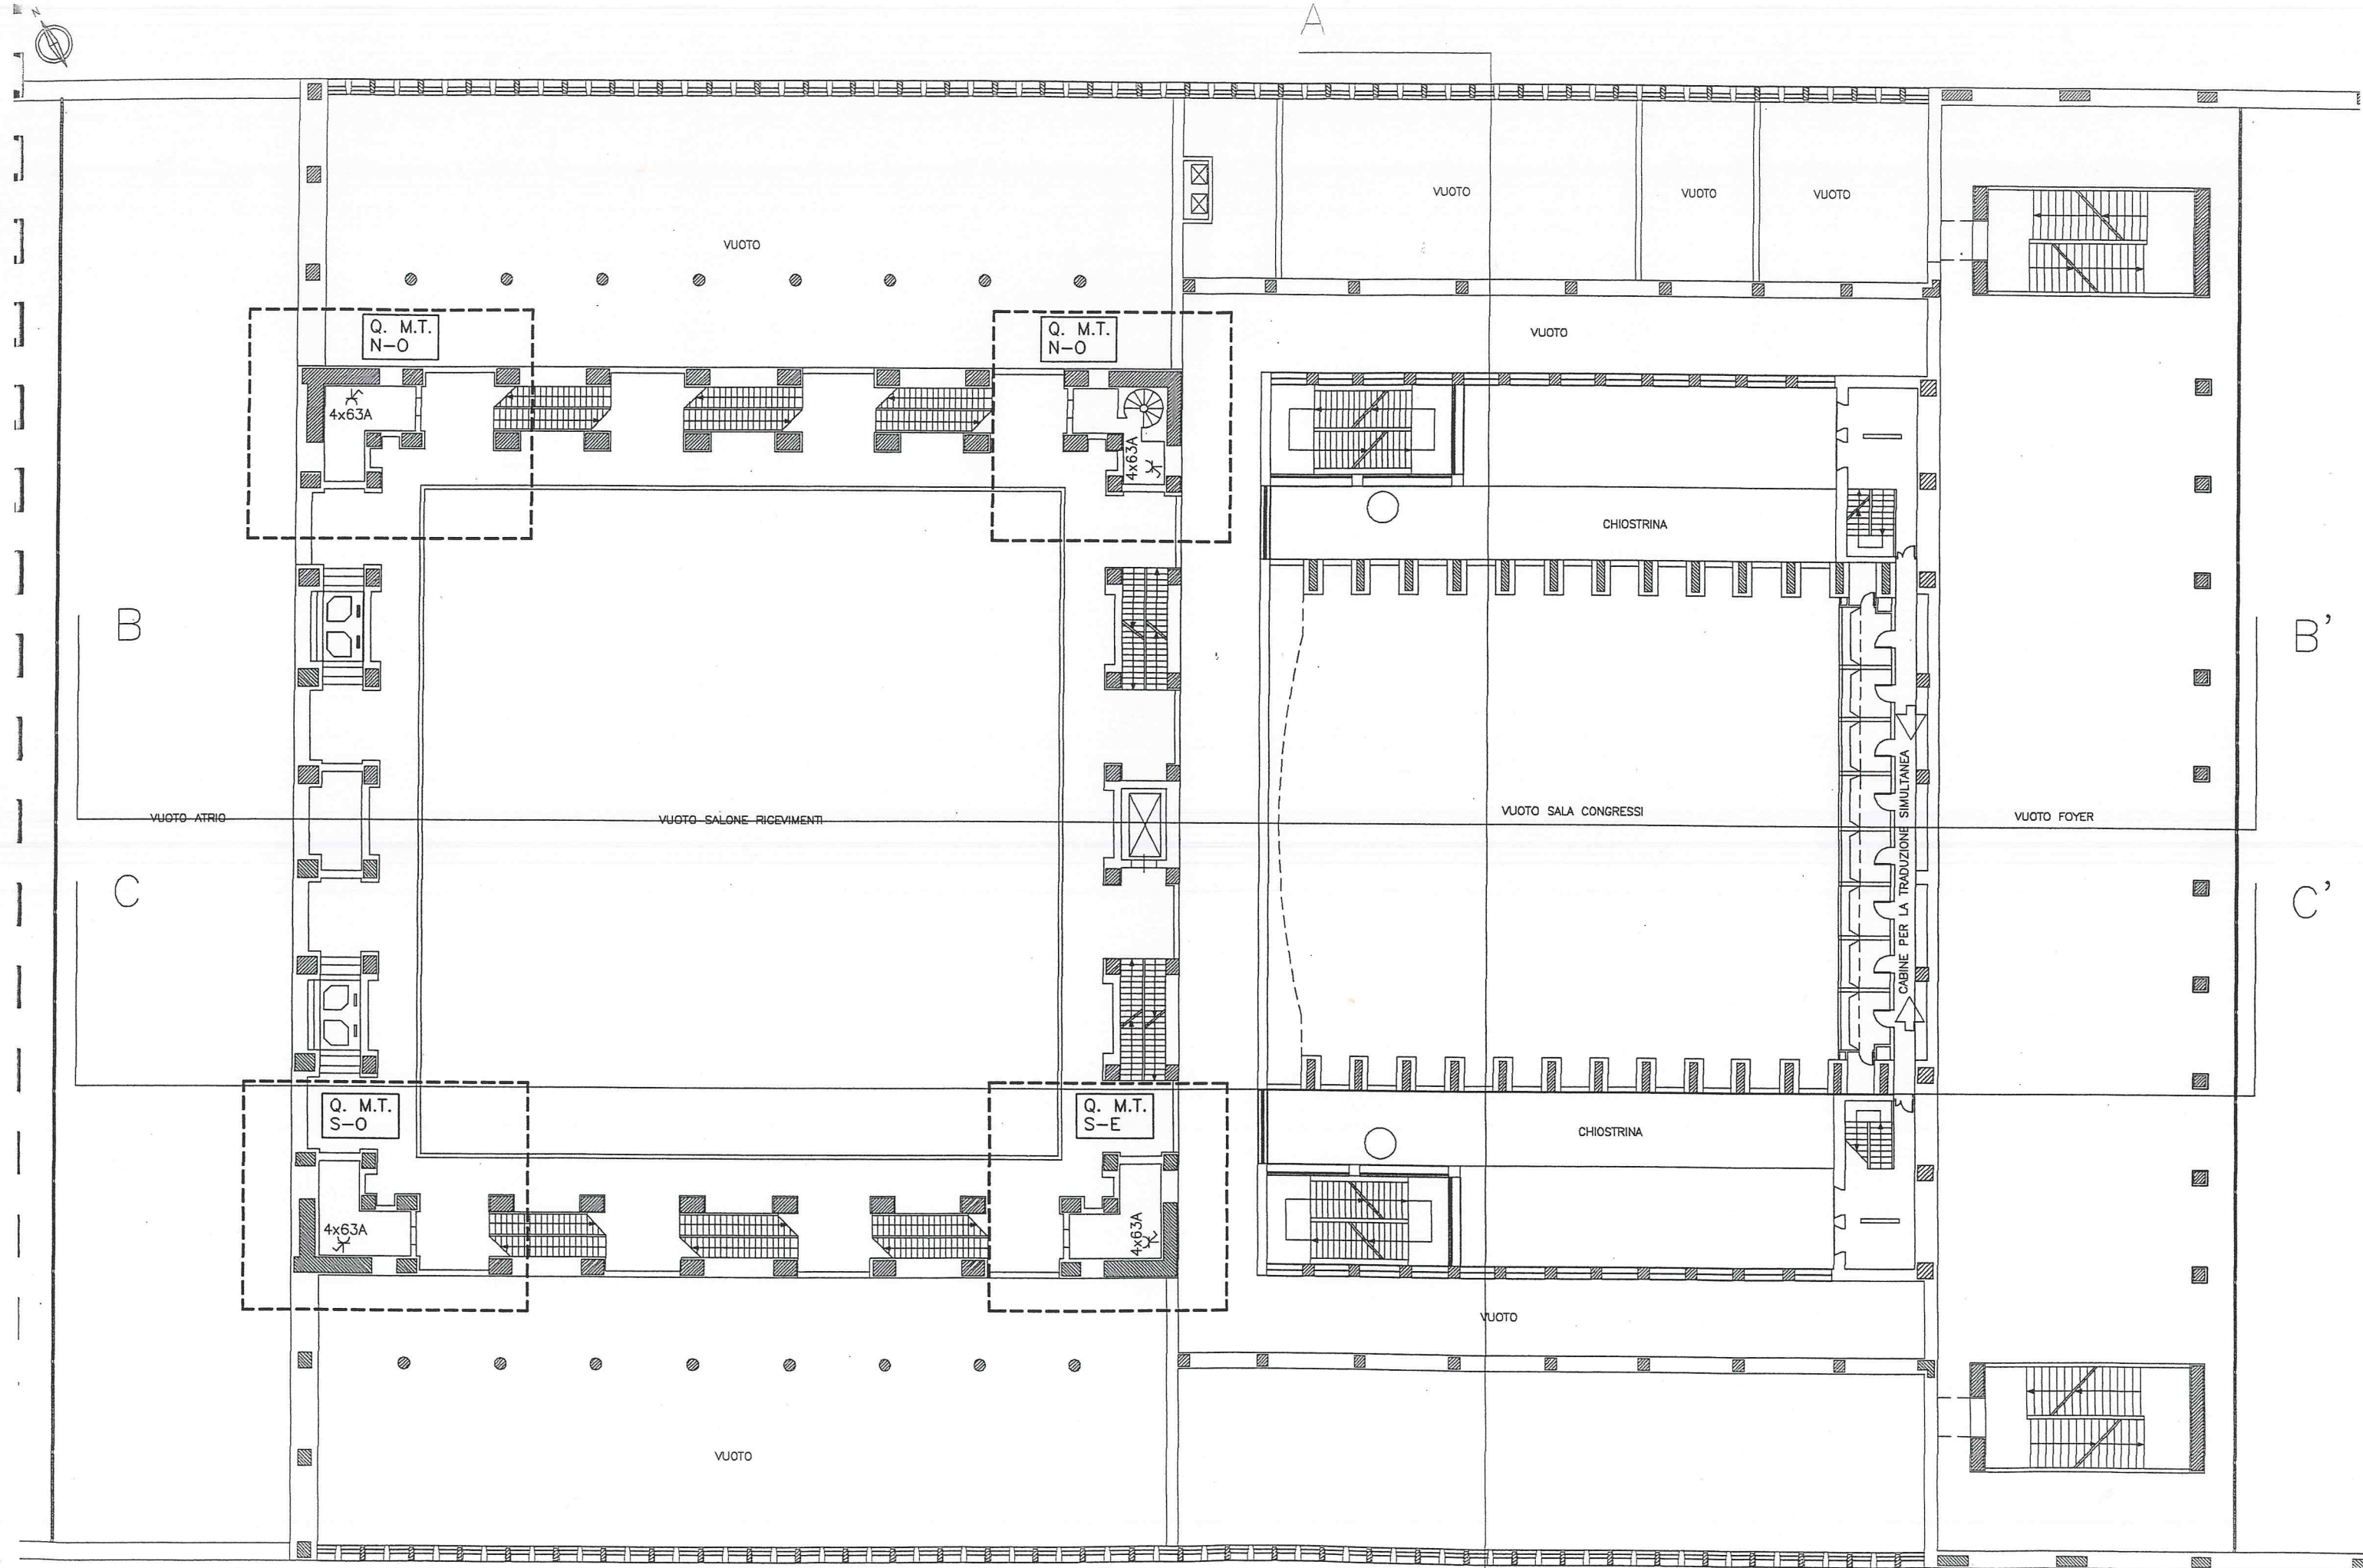 N
A
VUOTO
VUOTO
VUOTO
VUOTO
Q. M.T.
N-O
Q. M.T.
N-O
VUOTO
4x63A
4x63A
CHIOSTRINA
B
B'
VUOTO ATRIO
VUOTO SALONE RICEVIMENTI
VUOTO SALA CONGRESSI
CABINE PER LA TRADUZIONE SIMULTANEA
VUOTO FOYER
C
C'
Q. M.T.
S-O
Q. M.T.
S-E
CHIOSTRINA
4x63A
4x63A
VUOTO
VUOTO